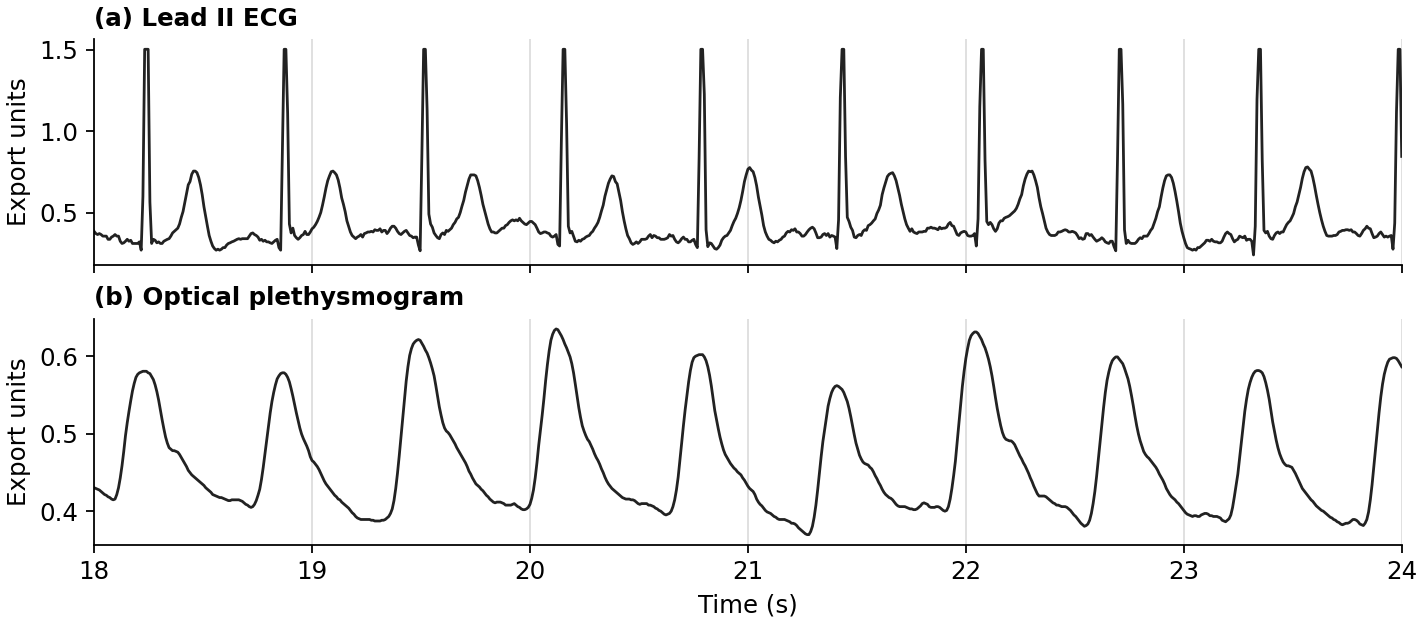 (a) Lead II ECG
Export units
1.5
1.0
0.5
(b) Optical plethysmogram
Export units
0.6
0.5
0.4
18 19 20 21 22 23 24
Time (s)